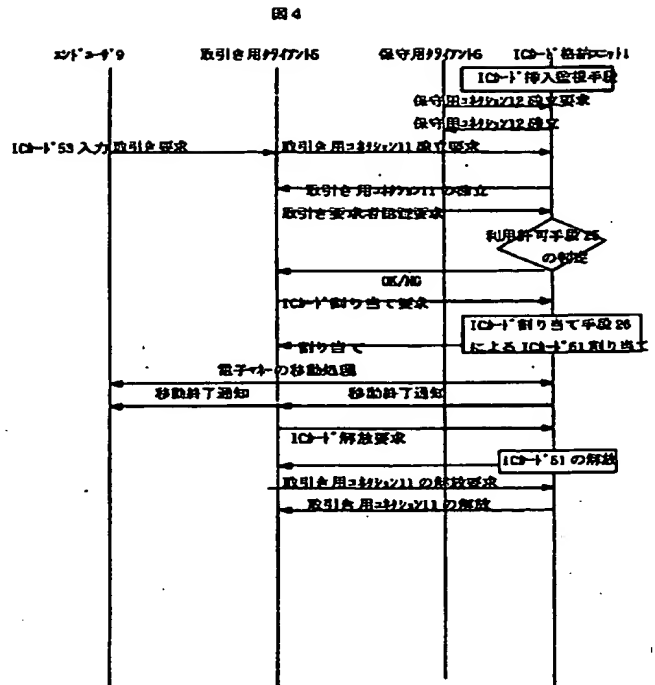 図4
エンドユーザ9 取引き用クライアント5 保守用クライアント6 ICカード格納ユニット1
ICカード挿入監視手段
保守用コネクション12確立要求
保守用コネクション12確立
ICカード53入力 取引き要求 取引き用コネクション11確立要求
取引き用コネクション11の確立
取引き要求者認証要求
利用許可手段25
の判定
OK/NG
ICカード割り当て要求
ICカード割り当て手段26
によるICカード51割り当て
割り当て
電子マネーの移動処理
移動終了通知 移動終了通知
ICカード解放要求
ICカード51の解放
取引き用コネクション11の解放要求
取引き用コネクション11の解放